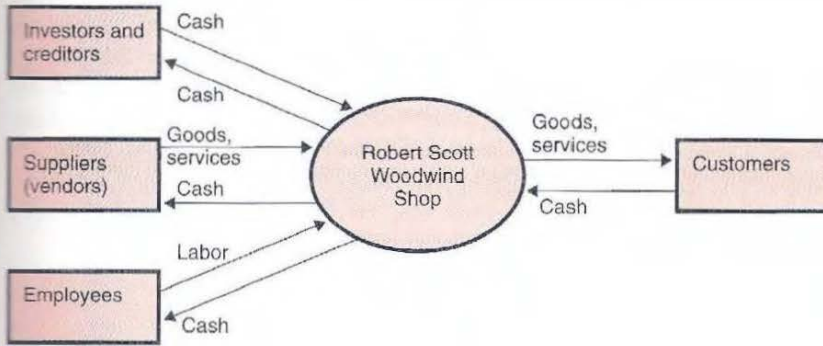 Investors and
creditors
Cash
Cash
Suppliers
(vendors)
Goods,
services
Cash
Employees
Labor
Cash
Robert Scott
Woodwind
Shop
Goods,
services
Cash
Customers